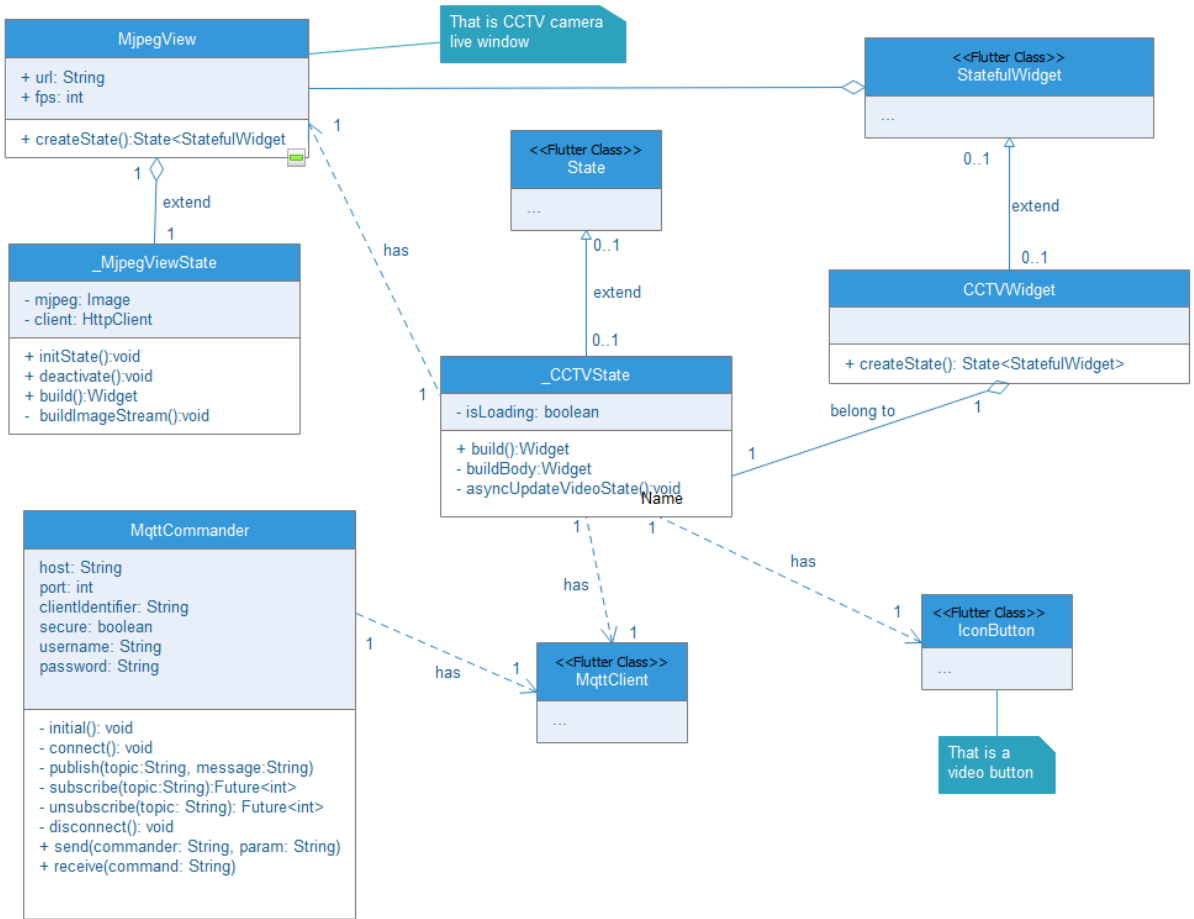 MjpegView
+ url: String
+ fps: int
+ createState():State<StatefulWidget
That is CCTV camera
live window
<<Flutter Class>>
StatefulWidget
...
1
1
extend
1
_MjpegViewState
- mjpeg: Image
- client: HttpClient
+ initState():void
+ deactivate():void
+ build():Widget
- buildImageStream():void
has
1
<<Flutter Class>>
State
...
0..1
extend
0..1
_CCTVState
- isLoading: boolean
+ build():Widget
- buildBody:Widget
- asyncUpdateVideoState():void
Name
0..1
extend
0..1
CCTVWidget
+ createState(): State<StatefulWidget>
belong to
1
1
MqttCommander
host: String
port: int
clientIdentifier: String
secure: boolean
username: String
password: String
- initial(): void
- connect(): void
- publish(topic:String, message:String)
- subscribe(topic:String):Future<int>
- unsubscribe(topic: String): Future<int>
- disconnect(): void
+ send(commander: String, param: String)
+ receive(command: String)
1
has
1
1
has
1
<<Flutter Class>>
MqttClient
...
1
has
1
<<Flutter Class>>
IconButton
...
That is a
video button